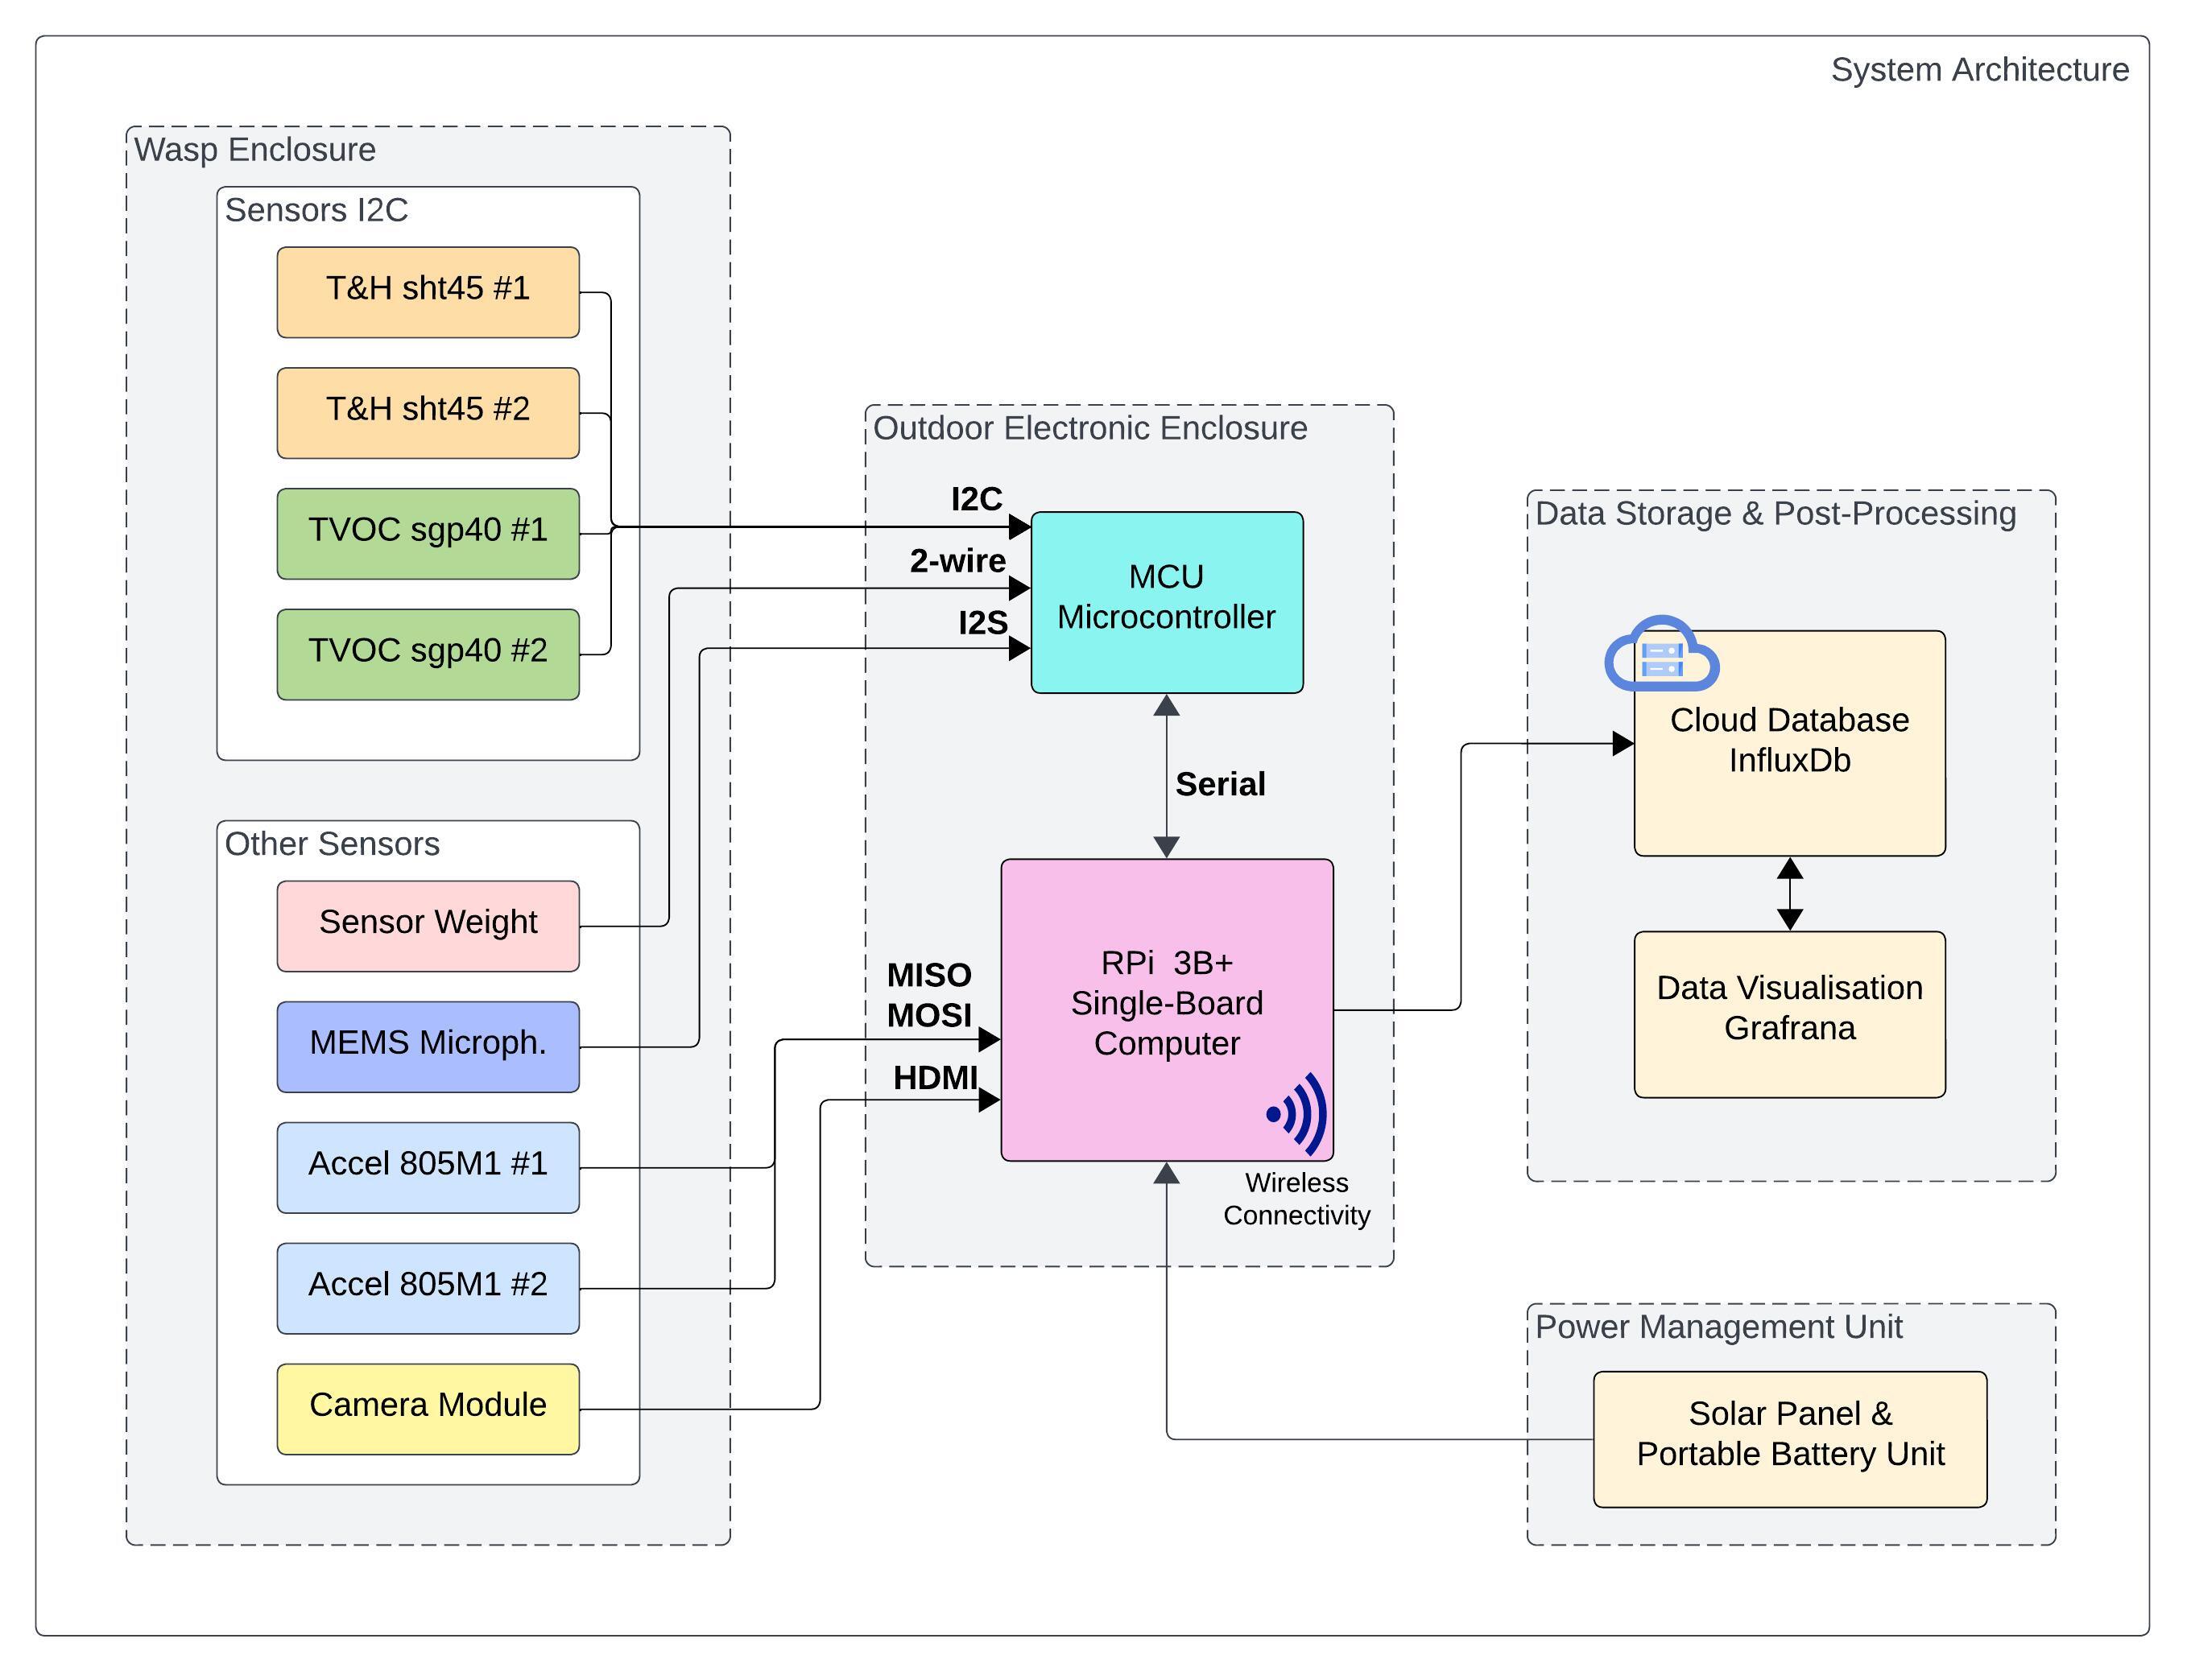 System Architecture
Wasp Enclosure
Sensors I2C
T&H sht45 #1
T&H sht45 #2
TVOC sgp40 #1
TVOC sgp40 #2
Other Sensors
Sensor Weight
MEMS Microph.
Accel 805M1 #1
Accel 805M1 #2
Camera Module
Outdoor Electronic Enclosure
I2C
2-wire
I2S
MCU
Microcontroller
Serial
MISO
MOSI
HDMI
RPi 3B+
Single-Board
Computer
Wireless
Connectivity
Data Storage & Post-Processing
Cloud Database
InfluxDb
Data Visualisation
Grafrana
Power Management Unit
Solar Panel &
Portable Battery Unit